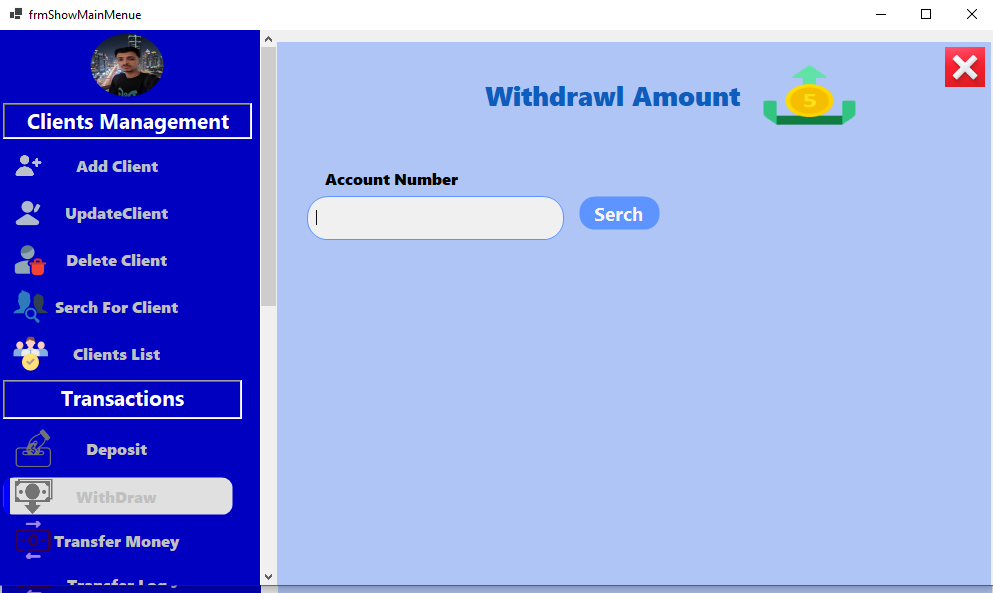 frmShowMainMenue
Clients Management
Add Client
UpdateClient
Delete Client
Serch For Client
Clients List
Transactions
Deposit
WithDraw
Transfer Money
Withdrawl Amount
5
Account Number
Serch